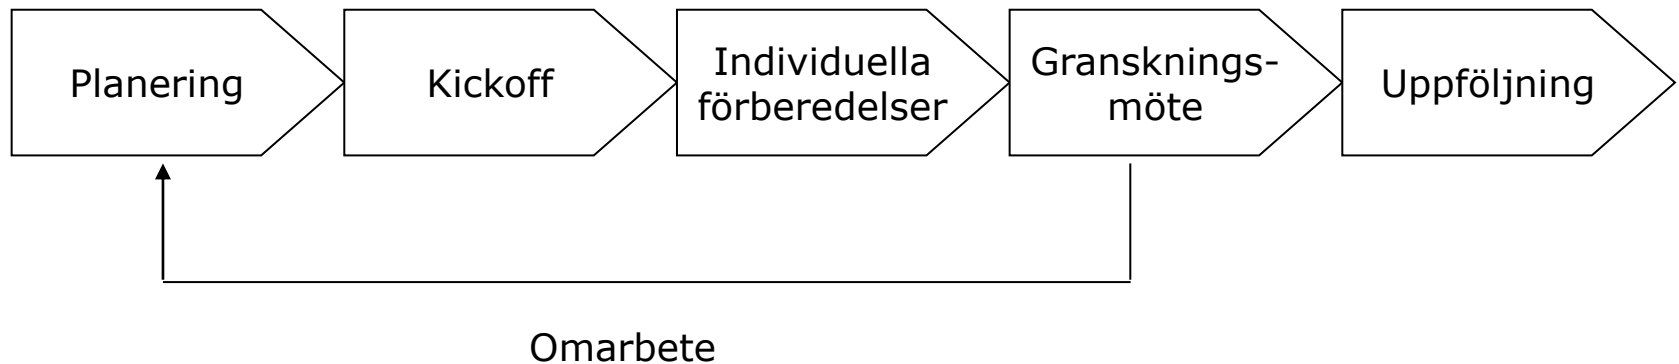 Planering
Kickoff
Individuella
förberedelser
Gransknings-
möte
Uppföljning
Omarbete